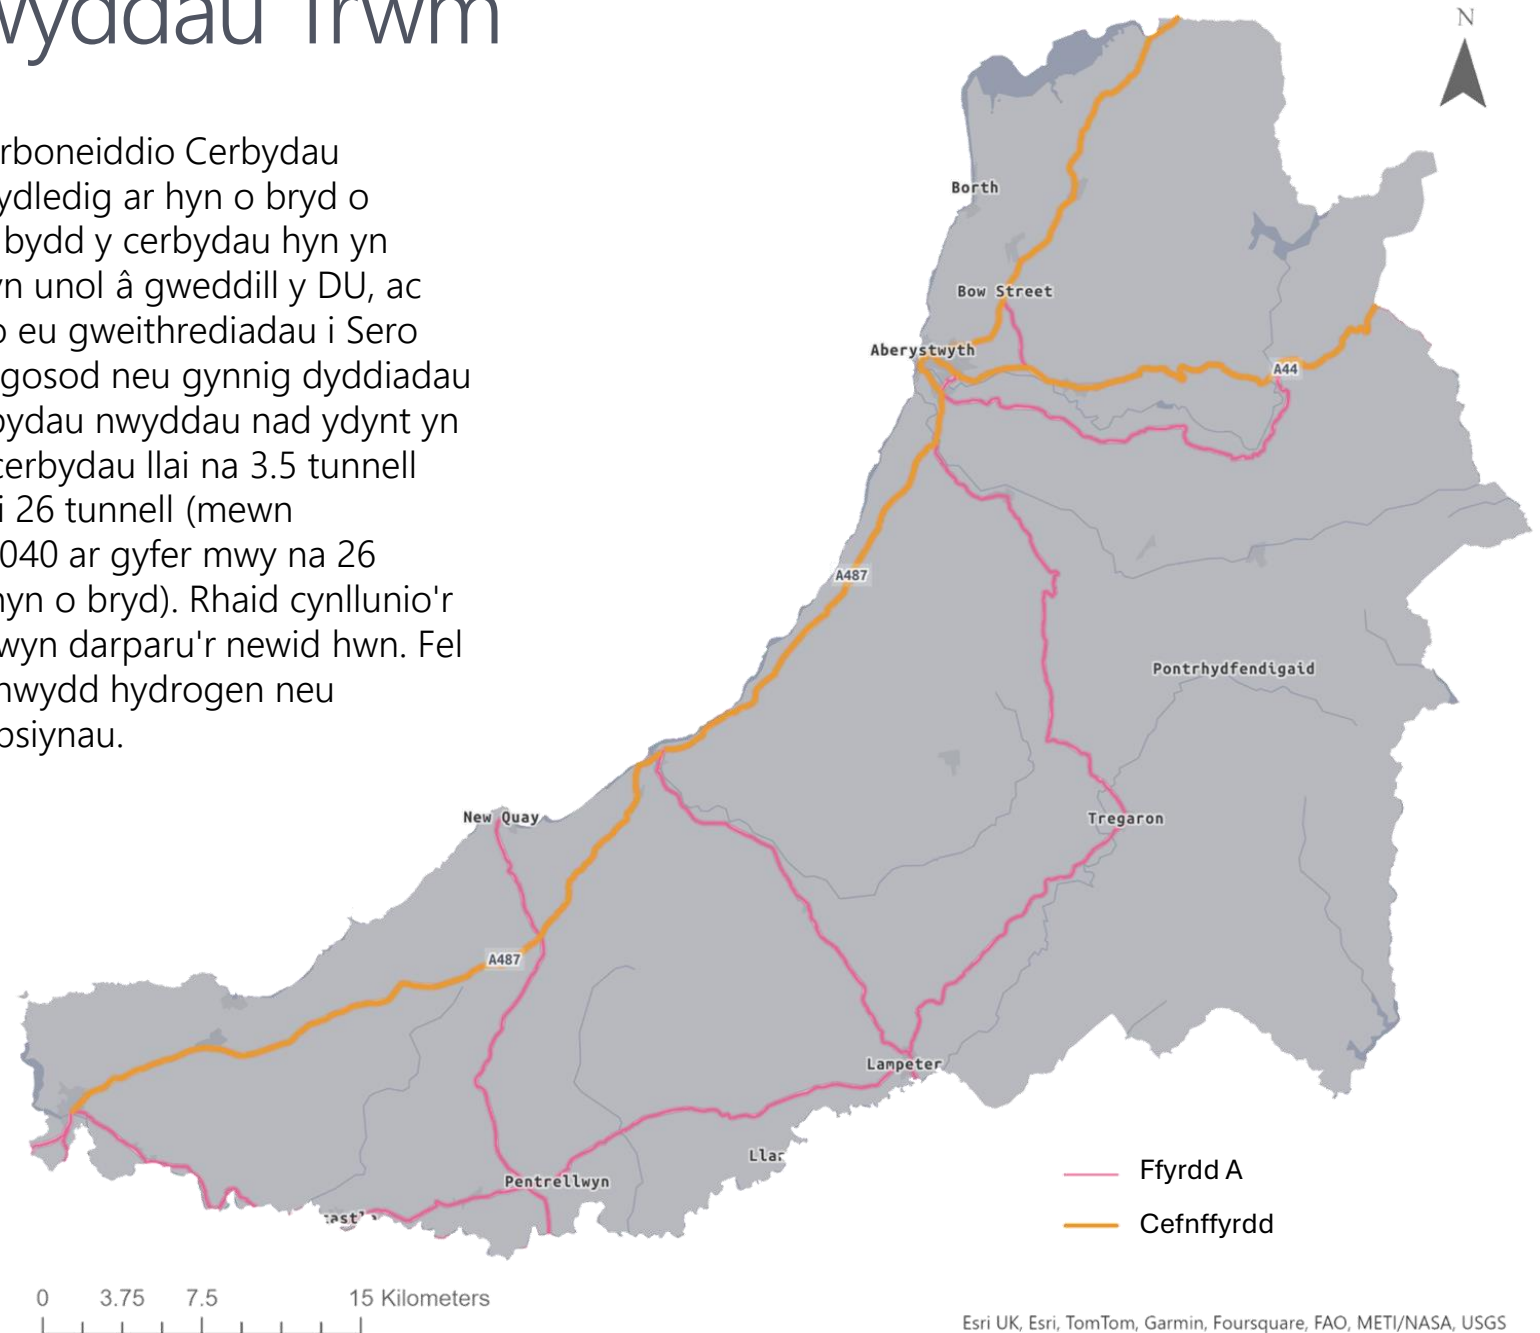 wyddau Trwm
rboneiddio Cerbydau
ydledig ar hyn o bryd o
bydd y cerbydau hyn yn
yn unol â gweddill y DU, ac
o eu gweithrediadau i Sero
gosod neu gynnig dyddiadau
bydau nwyddau nad ydynt yn
cerbydau llai na 3.5 tunnell
i 26 tunnell (mewn
040 ar gyfer mwy na 26
hyn o bryd). Rhaid cynllunio'r
wyn darparu'r newid hwn. Fel
nwydd hydrogen neu
psiynau.
N
Borth
Bow Street
Aberystwyth
A44
A487
Pontrhydfendigaid
New Quay
Tregaron
A487
Lampeter
Llan
Pentrellwyn
castle
Ffyrdd A
Cefnffyrdd
0 3.75 7.5 15 Kilometers
Esri UK, Esri, TomTom, Garmin, Foursquare, FAO, METI/NASA, USGS